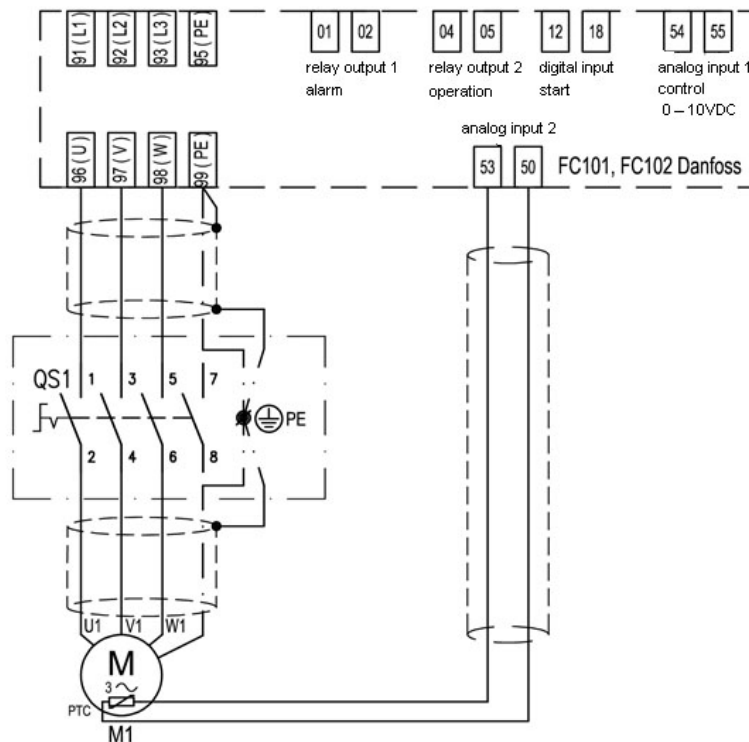 91 (L1)
92 (L2)
93 (L3)
95 (PE)
01 02 04 05 12 18 54 55
relay output 1
alarm
relay output 2
operation
digital input
start
analog input 1
control
0 – 10VDC
analog input 2
96 (U)
97 (V)
98 (W)
99 (PE)
53 50
FC101, FC102 Danfoss
QS1 1 3 5 7
PE
2 4 6 8
U1 V1 W1
M
3 ~
PTC
M1